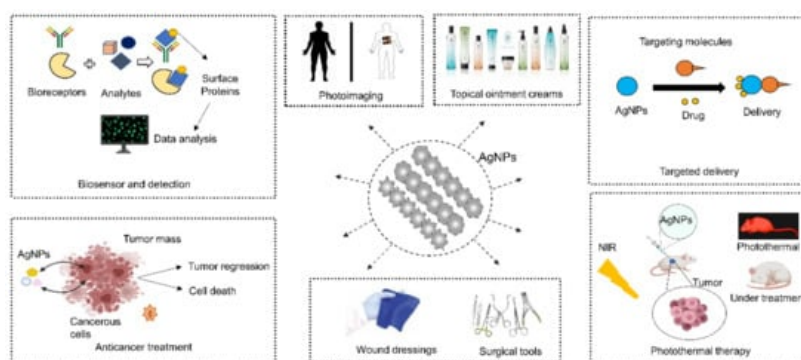 Bioreceptors
Analytes
Surface
Proteins
Data analysis
Biosensor and detection
Photoimaging
Topical ointment creams
Targeting molecules
AgNPs
Drug
Delivery
Targeted delivery
AgNPs
AgNPs
Tumor mass
Tumor regression
Cell death
Cancerous
cells
Anticancer treatment
Wound dressings
Surgical tools
AgNPs
NIR
Photothermal
Tumor
Under treatment
Photothermal therapy